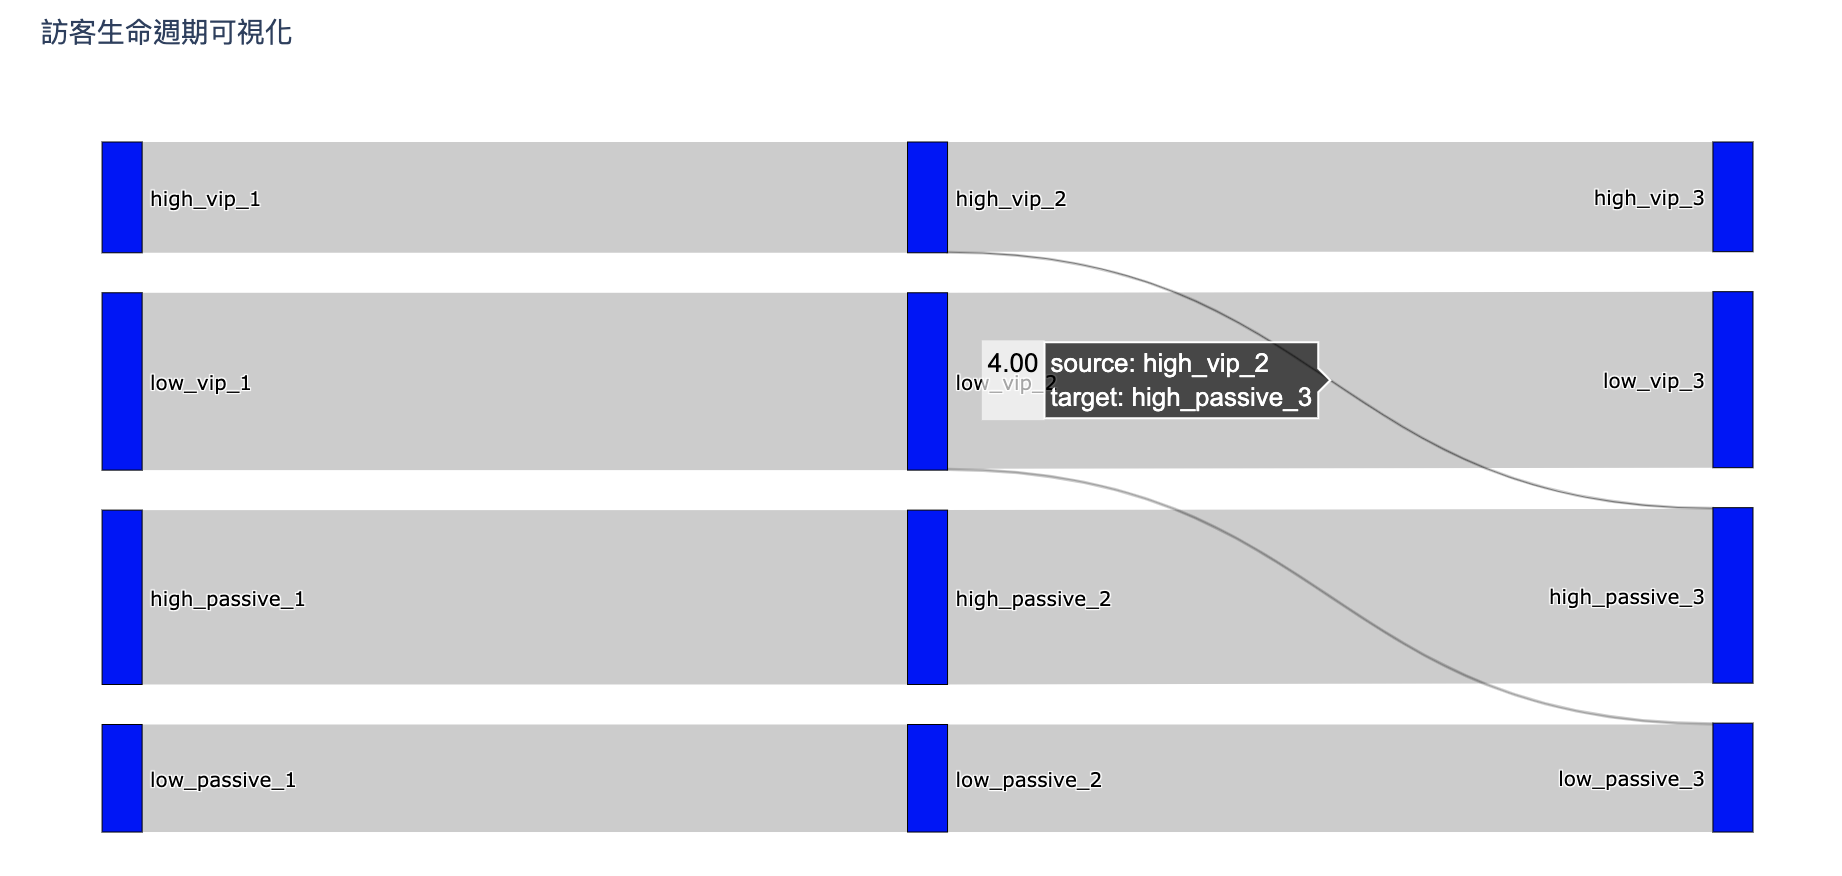 訪客生命週期可視化
high_vip_1
high_vip_2
high_vip_3
low_vip_1
low_vip_2
4.00 source: high_vip_2
target: high_passive_3
low_vip_3
high_passive_1
high_passive_2
high_passive_3
low_passive_1
low_passive_2
low_passive_3